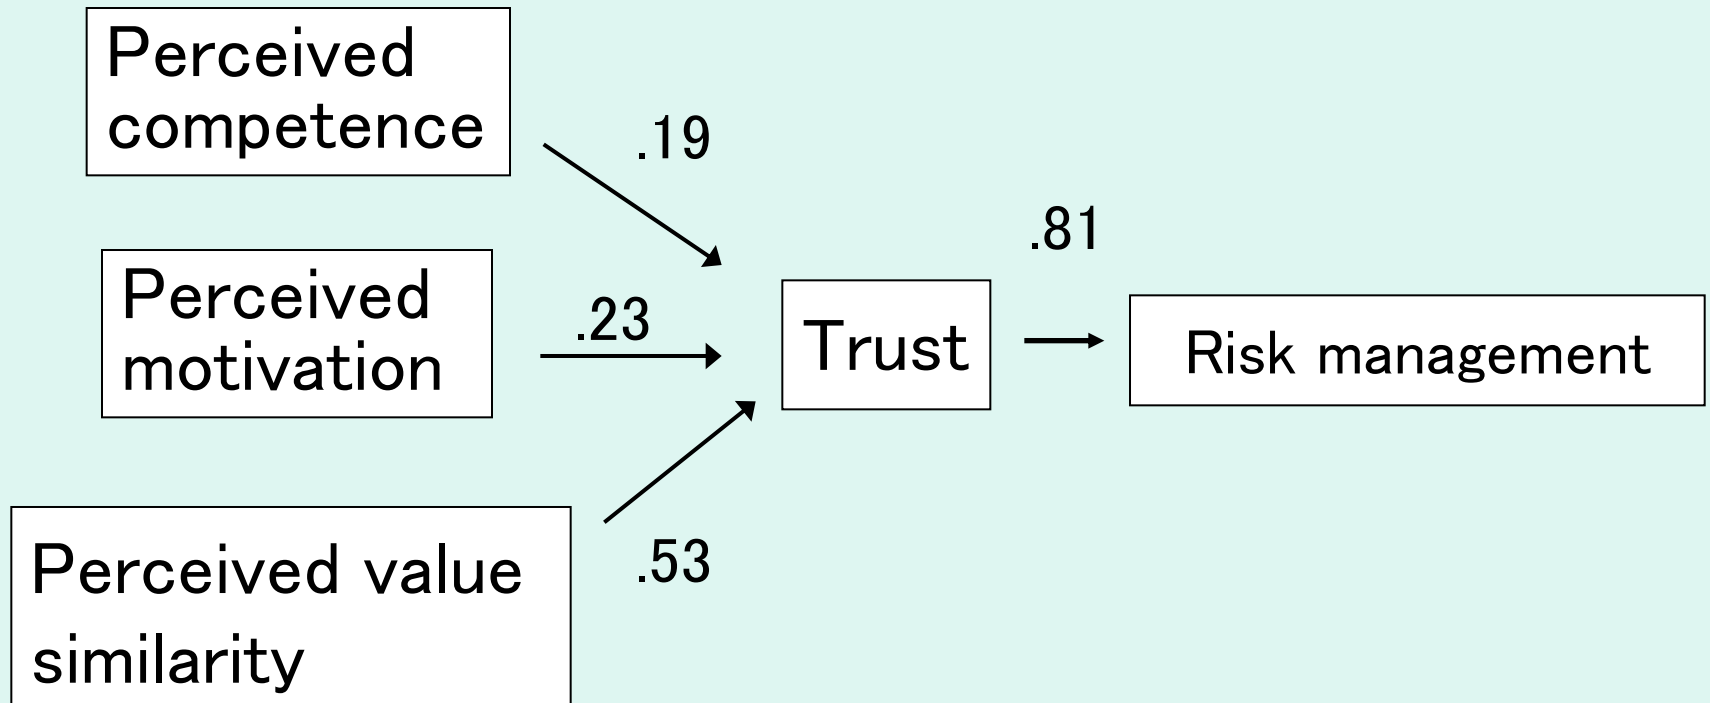 Perceived
competence
.19
.81
Perceived
motivation
.23
Trust
Risk management
Perceived value
similarity
.53